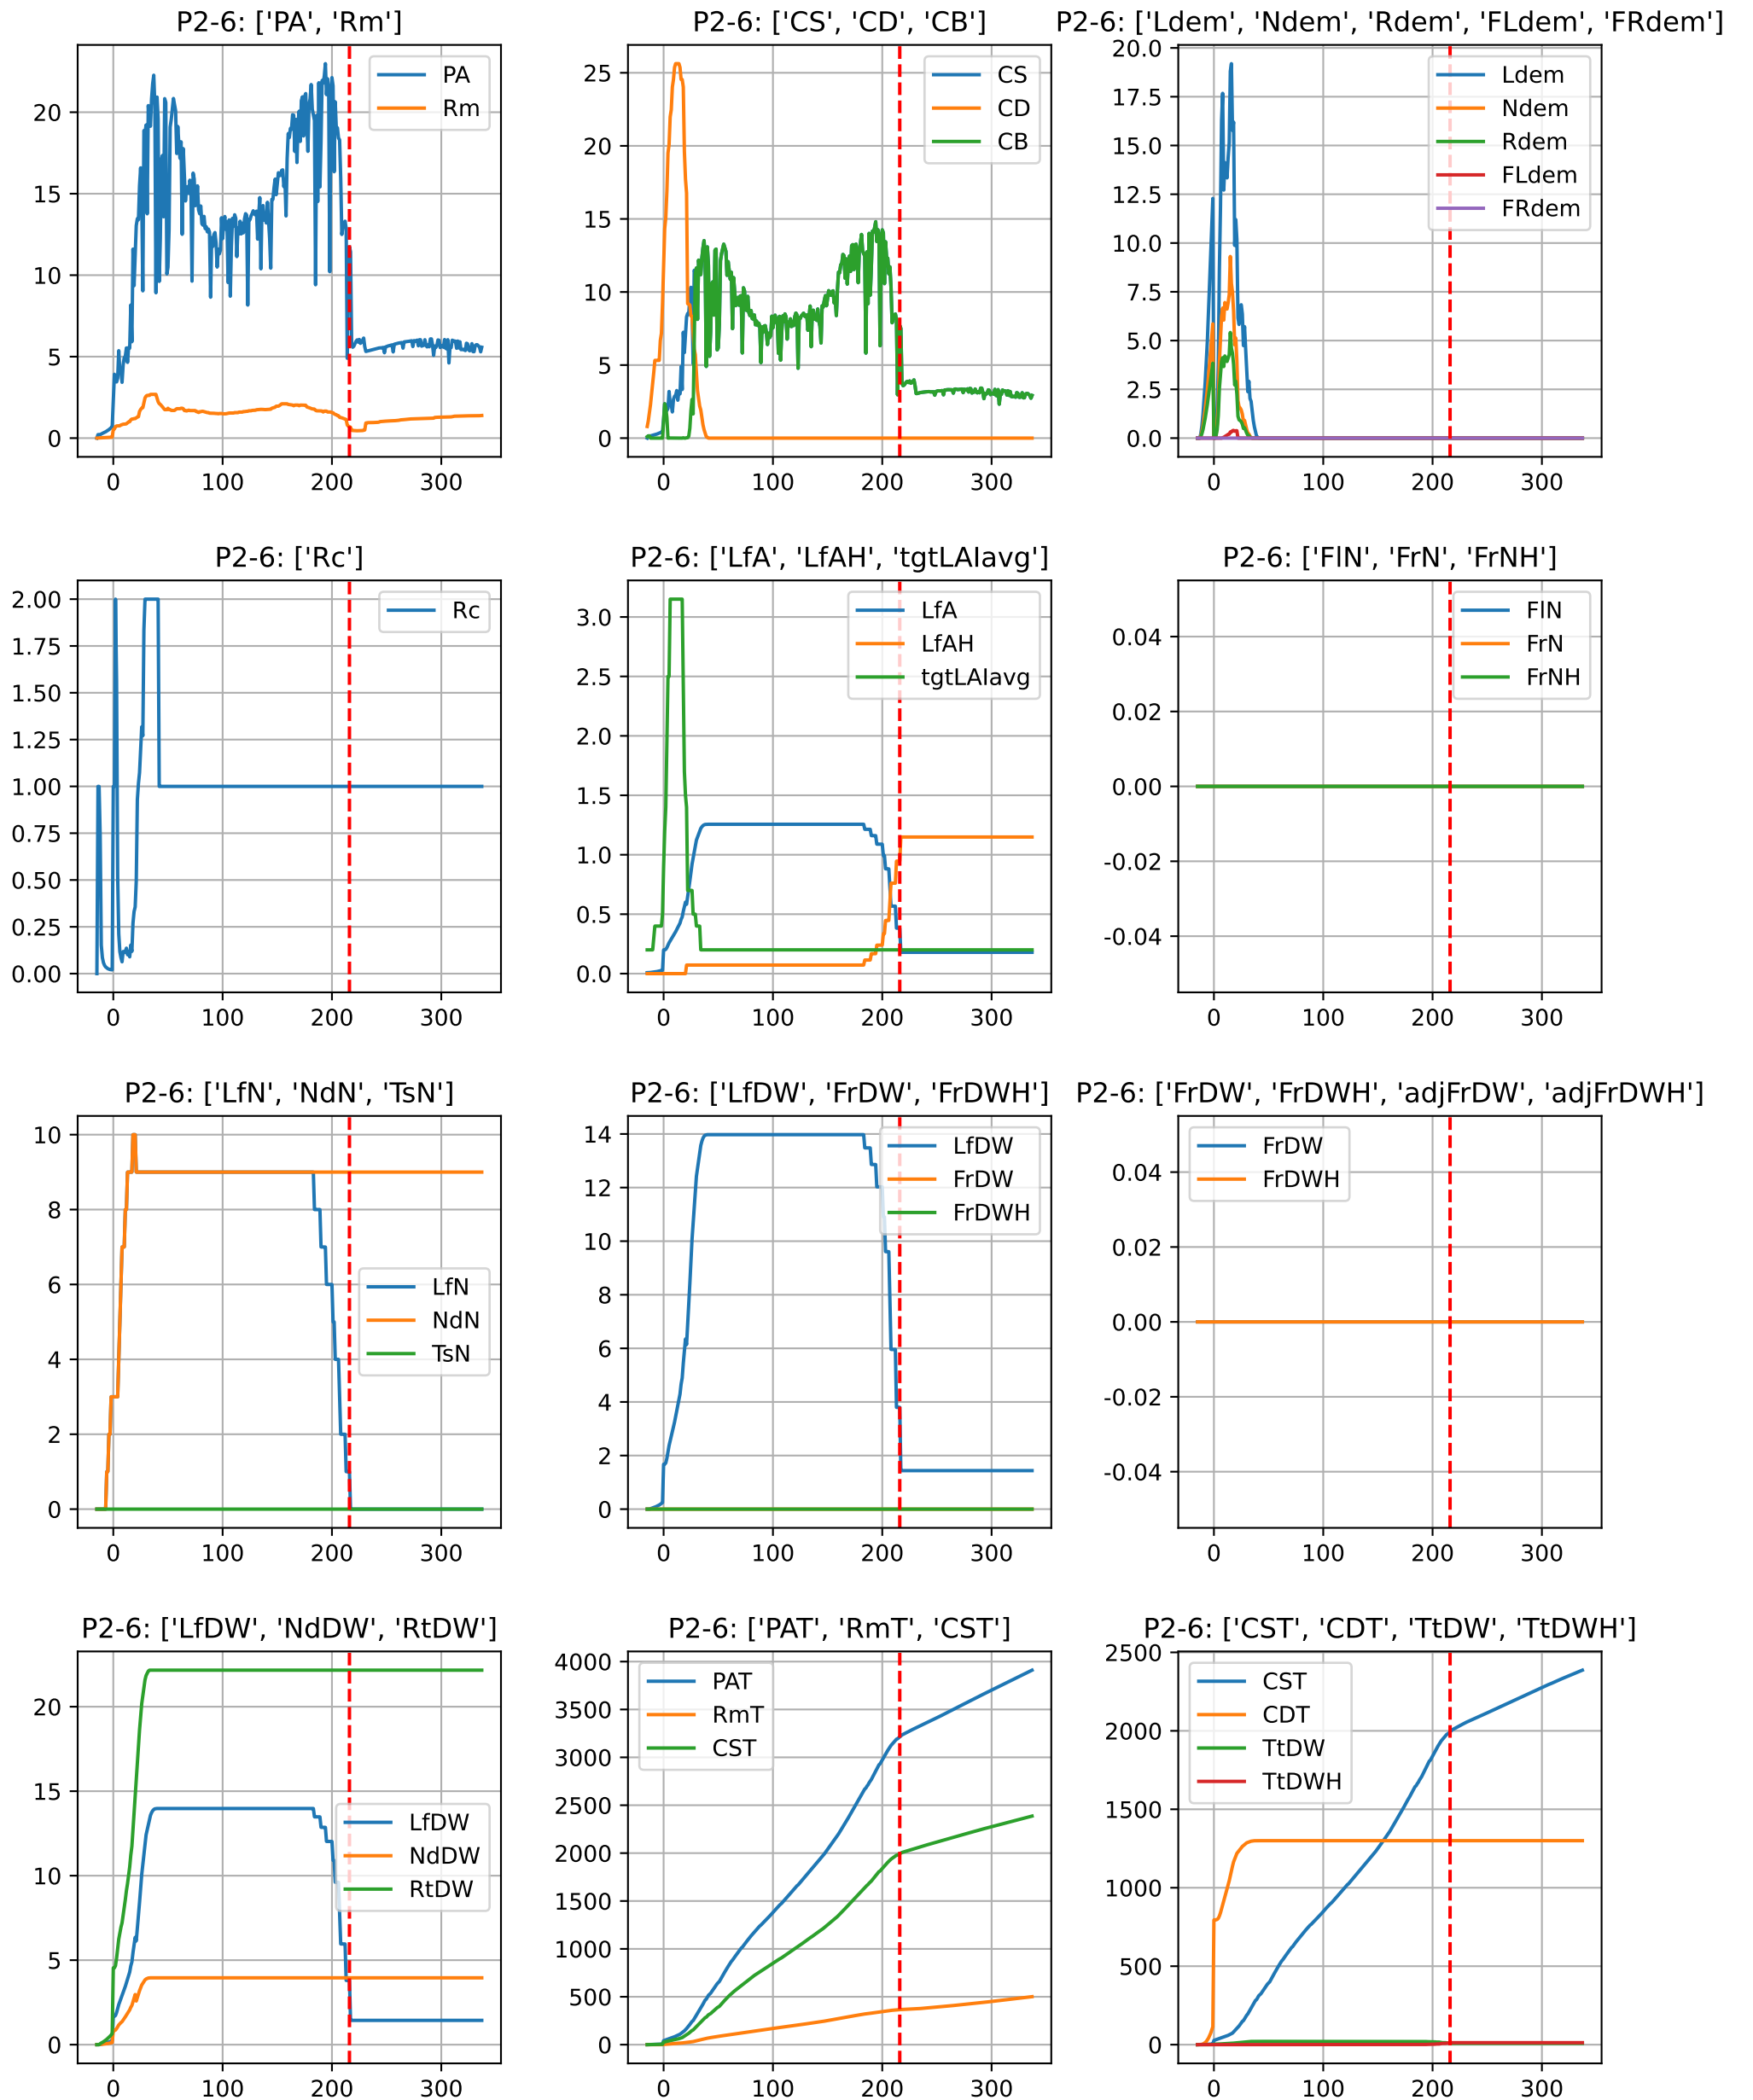 P2-6: ['PA', 'Rm']
PA
Rm
20
15
10
5
0
0 100 200 300
P2-6: ['CS', 'CD', 'CB']
CS
CD
CB
25
20
15
10
5
0
0 100 200 300
P2-6: ['Ldem', 'Ndem', 'Rdem', 'FLdem', 'FRdem']
Ldem
Ndem
Rdem
FLdem
FRdem
20.0
17.5
15.0
12.5
10.0
7.5
5.0
2.5
0.0
0 100 200 300
P2-6: ['Rc']
Rc
2.00
1.75
1.50
1.25
1.00
0.75
0.50
0.25
0.00
0 100 200 300
P2-6: ['LfA', 'LfAH', 'tgtLAIavg']
LfA
LfAH
tgtLAIavg
3.0
2.5
2.0
1.5
1.0
0.5
0.0
0 100 200 300
P2-6: ['FlN', 'FrN', 'FrNH']
FlN
FrN
FrNH
0.04
0.02
0.00
-0.02
-0.04
0 100 200 300
P2-6: ['LfN', 'NdN', 'TsN']
LfN
NdN
TsN
10
8
6
4
2
0
0 100 200 300
P2-6: ['LfDW', 'FrDW', 'FrDWH']
LfDW
FrDW
FrDWH
14
12
10
8
6
4
2
0
0 100 200 300
P2-6: ['FrDW', 'FrDWH', 'adjFrDW', 'adjFrDWH']
FrDW
FrDWH
0.04
0.02
0.00
-0.02
-0.04
0 100 200 300
P2-6: ['LfDW', 'NdDW', 'RtDW']
LfDW
NdDW
RtDW
20
15
10
5
0
0 100 200 300
P2-6: ['PAT', 'RmT', 'CST']
PAT
RmT
CST
4000
3500
3000
2500
2000
1500
1000
500
0
0 100 200 300
P2-6: ['CST', 'CDT', 'TtDW', 'TtDWH']
CST
CDT
TtDW
TtDWH
2500
2000
1500
1000
500
0
0 100 200 300